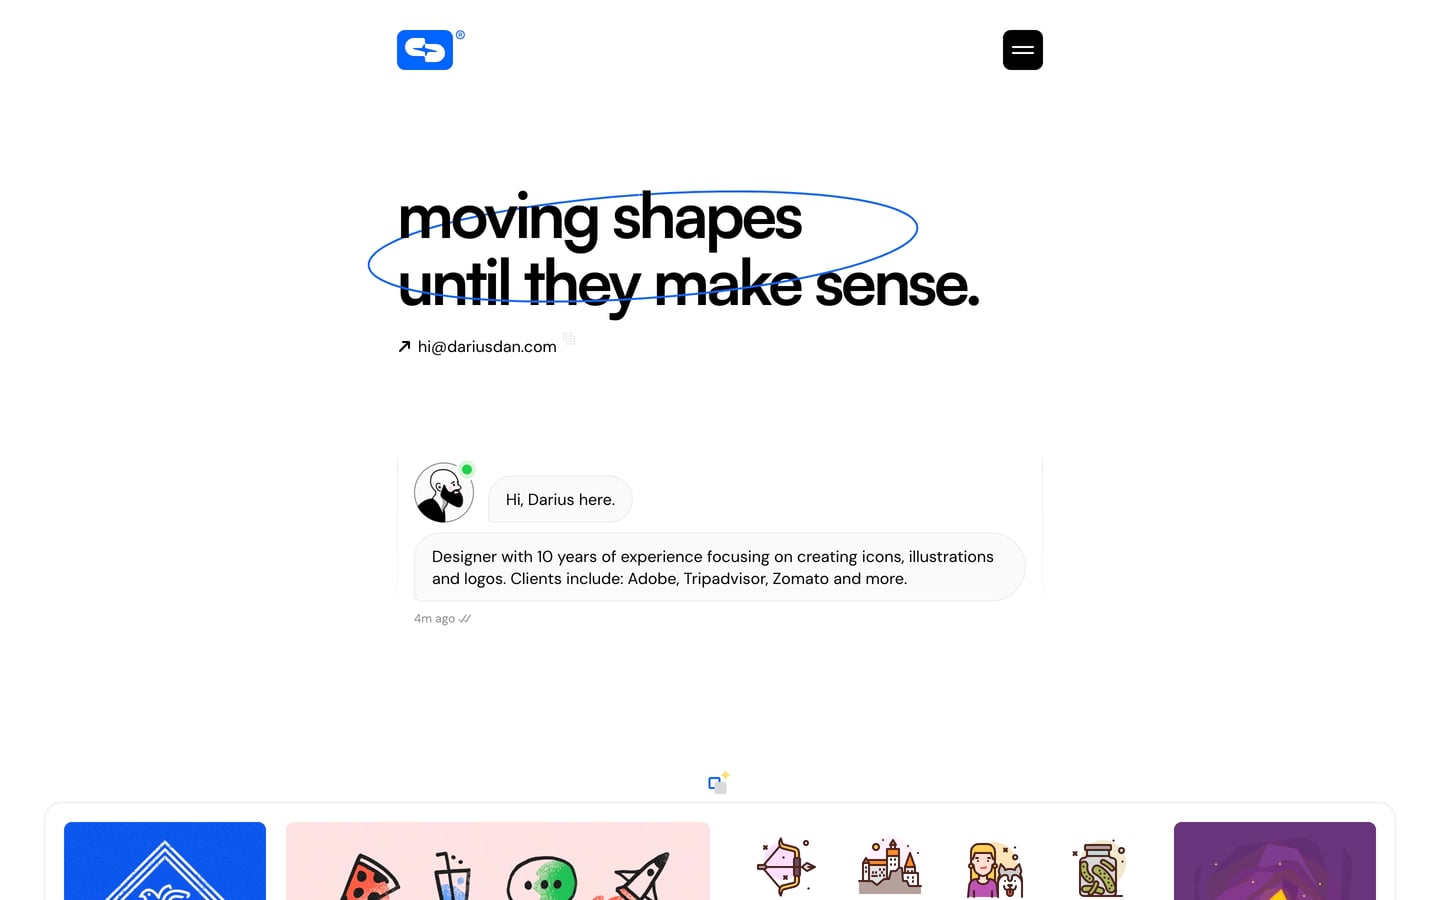 ®
moving shapes
until they make sense.
hi@dariusdan.com
Hi, Darius here.
Designer with 10 years of experience focusing on creating icons, illustrations
and logos. Clients include: Adobe, Tripadvisor, Zomato and more.
4m ago